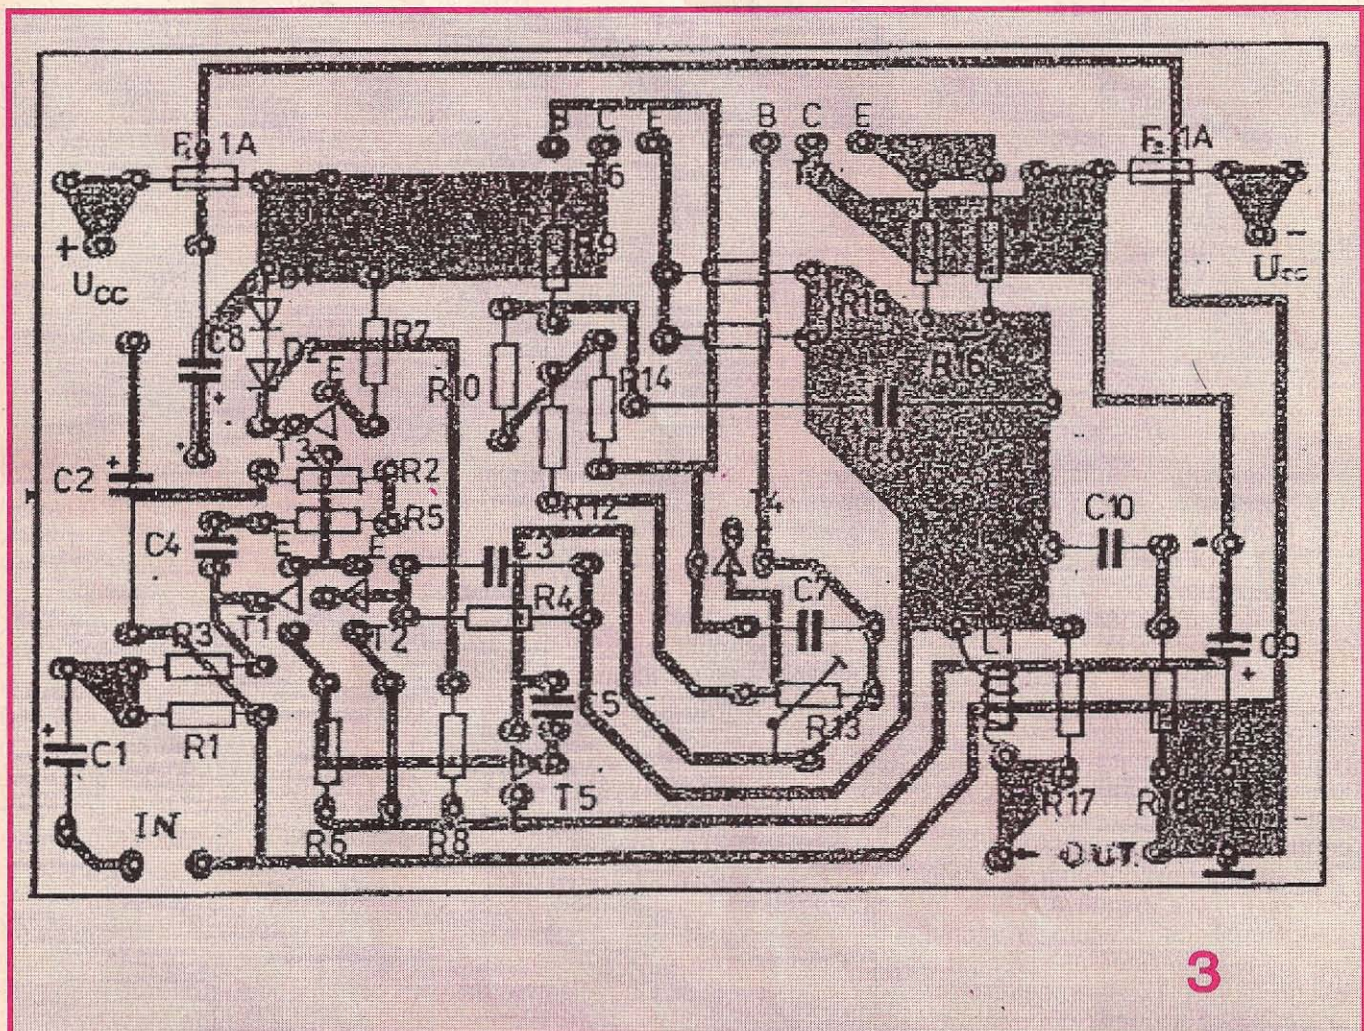 B C E B C E
F₁ 1A F₂ 1A
T6 T7
R9
+ -
Ucc Ucc
D1
C8 R7 R15
D2 E
R10 R14 R16
+
+ T3 C6
C2 + R2
R12 T4 C10
R5
C4 E E C3 -
C7
R4
R3 T1 T2 L1 C9
+
+ C5
C1 R1 R13
T5 R17 R18
IN
R6 R8 OUT
3